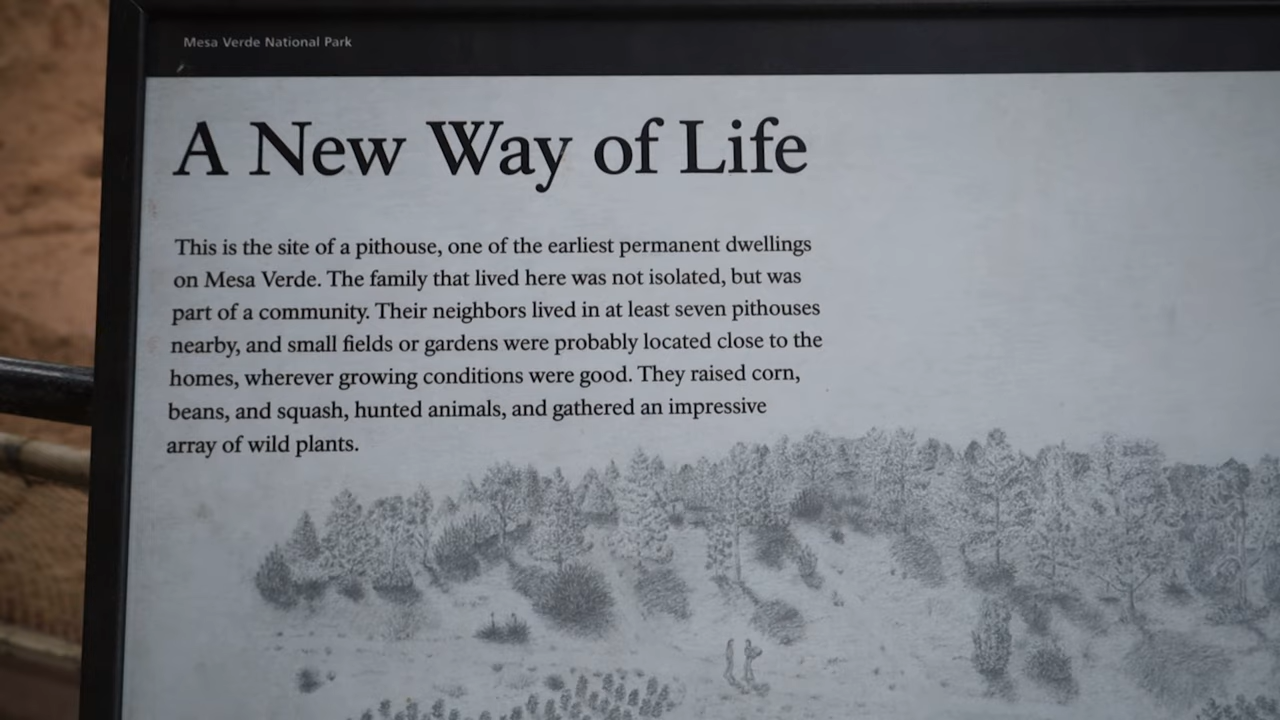 Mesa Verde National Park
A New Way of Life
This is the site of a pithouse, one of the earliest permanent dwellings
on Mesa Verde. The family that lived here was not isolated, but was
part of a community. Their neighbors lived in at least seven pithouses
nearby, and small fields or gardens were probably located close to the
homes, wherever growing conditions were good. They raised corn,
beans, and squash, hunted animals, and gathered an impressive
array of wild plants.